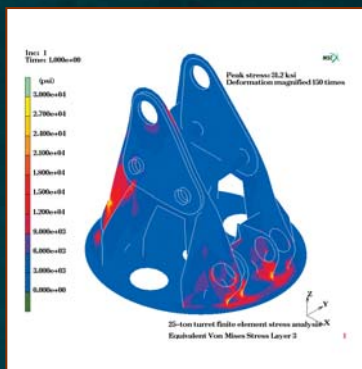 Inc: 1
Time: 1.000e+00
MSC X
Peak stress: 21.2 ksi
Deformation magnified 150 times
(psi)
3.000e+04
2.700e+04
2.400e+04
2.100e+04
1.800e+04
1.500e+04
1.200e+04
9.000e+03
6.000e+03
3.000e+03
0.000e+00
Z
Y
X
25-ton turret finite element stress analysis
Equivalent Von Mises Stress Layer 3
1